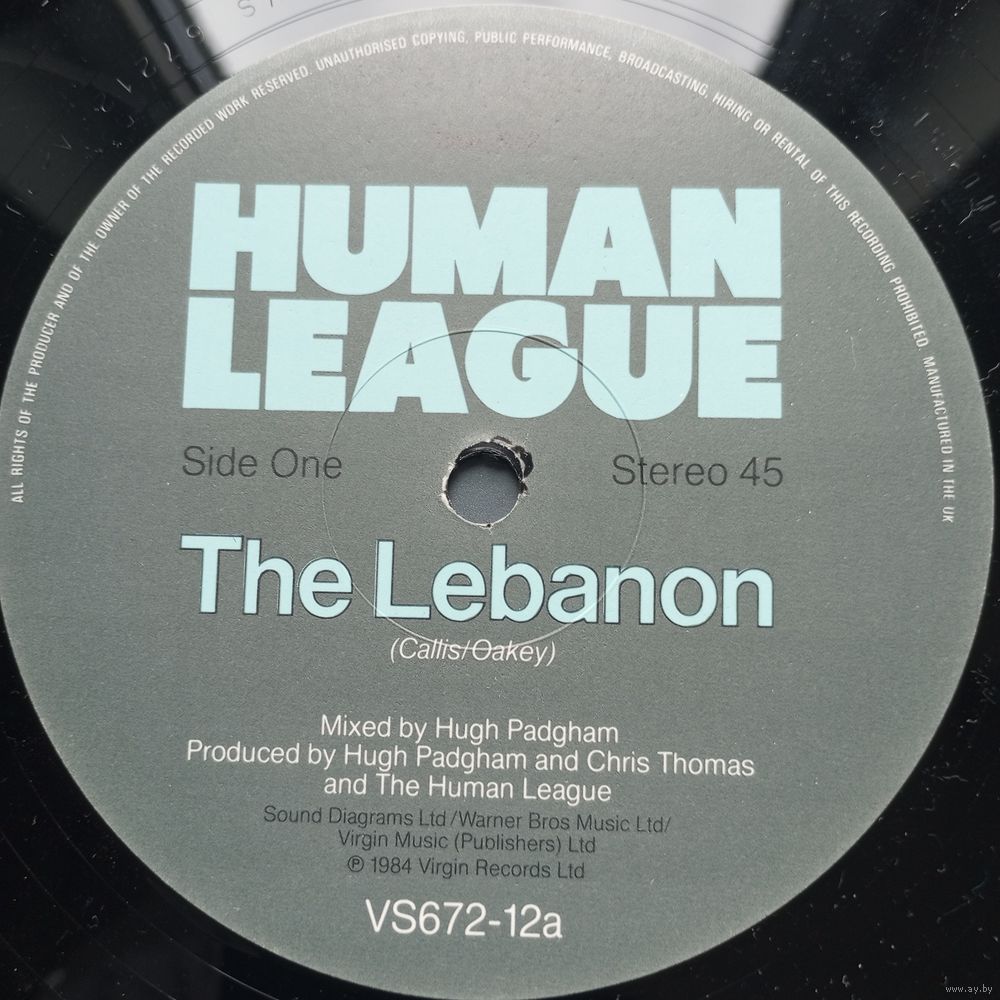 ALL RIGHTS OF THE PRODUCER AND OF THE OWNER OF THE RECORDED WORK RESERVED. UNAUTHORISED COPYING, PUBLIC PERFORMANCE, BROADCASTING, HIRING OR RENTAL OF THIS RECORDING PROHIBITED. MANUFACTURED IN THE UK
HUMAN
LEAGUE
Side One
Stereo 45
The Lebanon
(Callis/Oakey)
Mixed by Hugh Padgham
Produced by Hugh Padgham and Chris Thomas
and The Human League
Sound Diagrams Ltd/Warner Bros Music Ltd/
Virgin Music (Publishers) Ltd
℗ 1984 Virgin Records Ltd
VS672-12a
www.ay.by